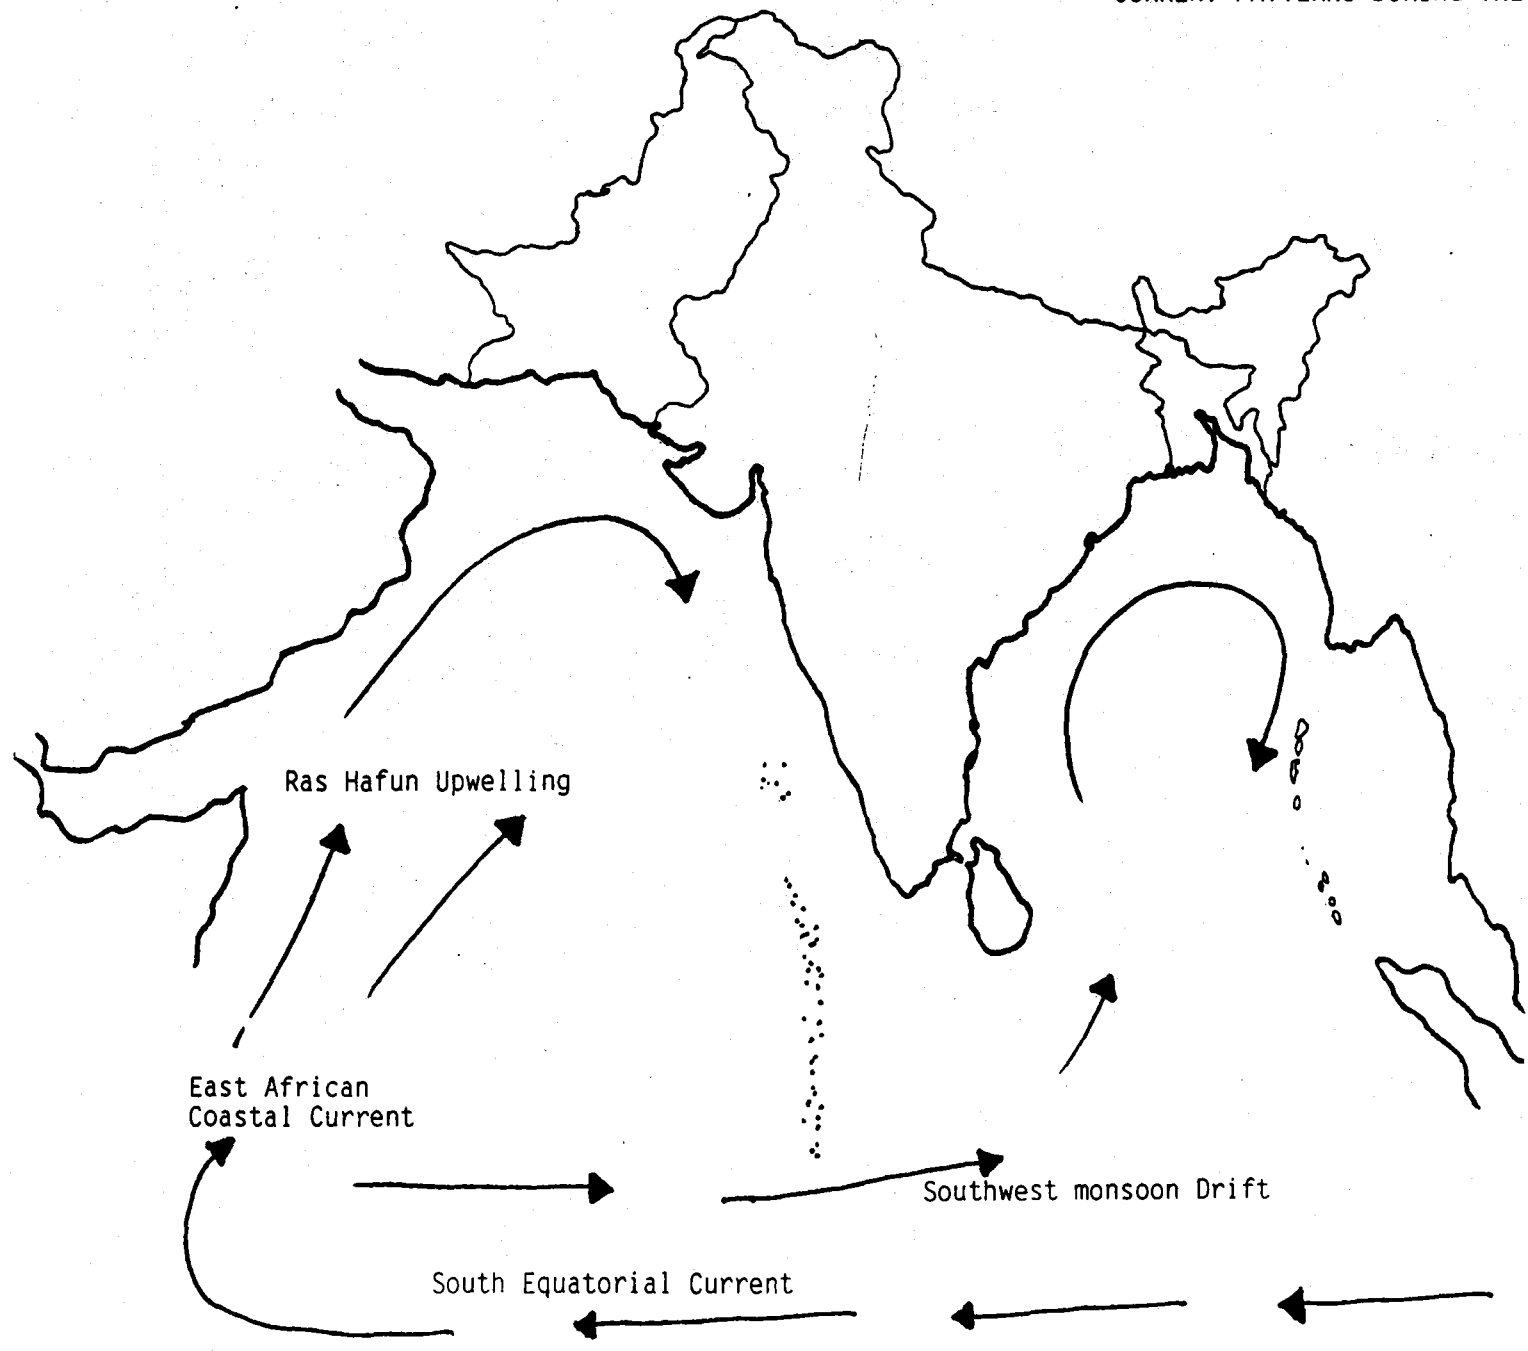 Ras Hafun Upwelling
East African
Coastal Current
Southwest monsoon Drift
South Equatorial Current